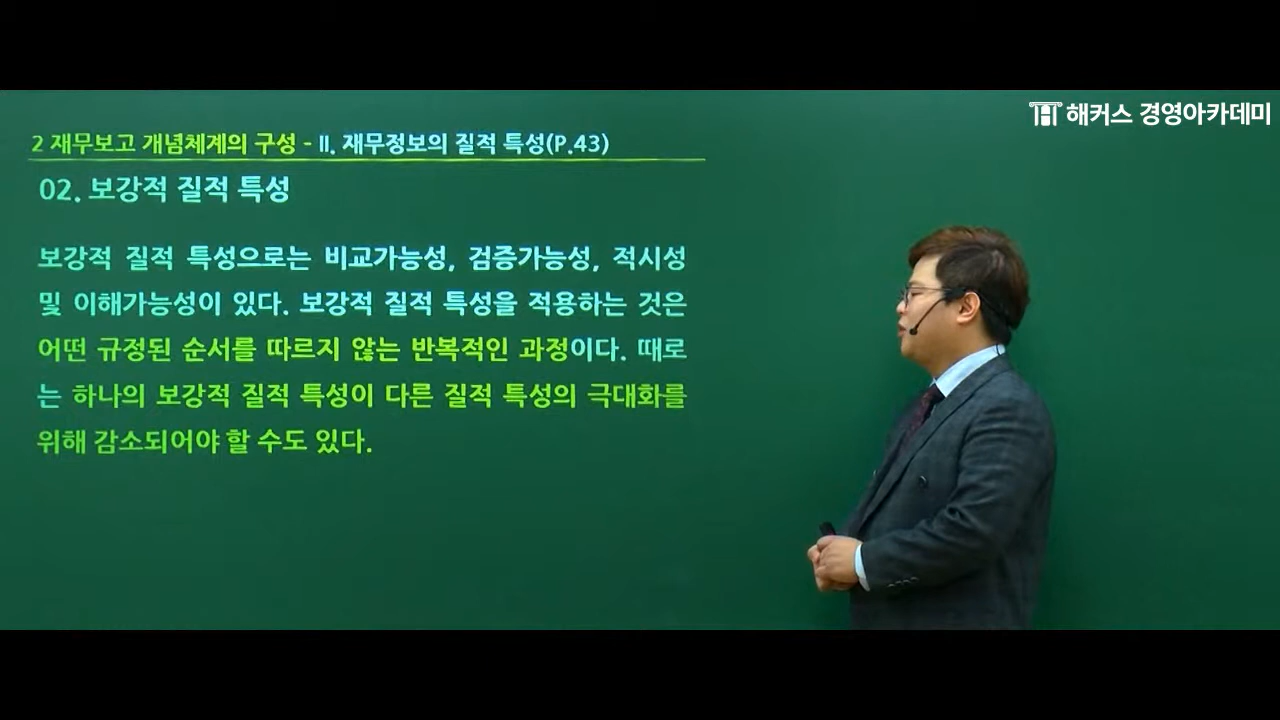 해커스 경영아카데미
2 재무보고 개념체계의 구성 - II. 재무정보의 질적 특성(P.43)
02. 보강적 질적 특성
보강적 질적 특성으로는 비교가능성, 검증가능성, 적시성
및 이해가능성이 있다. 보강적 질적 특성을 적용하는 것은
어떤 규정된 순서를 따르지 않는 반복적인 과정이다. 때로
는 하나의 보강적 질적 특성이 다른 질적 특성의 극대화를
위해 감소되어야 할 수도 있다.